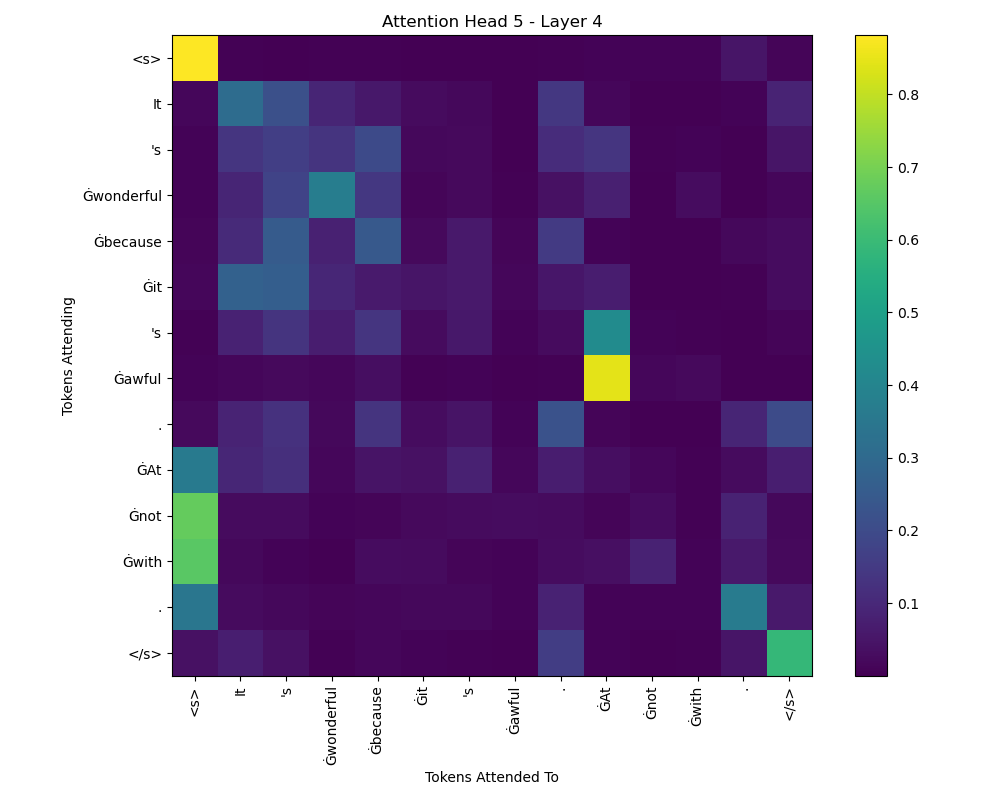 Attention Head 5 - Layer 4
<s>
It
's
Ġwonderful
Ġbecause
Ġit
's
Ġawful
.
ĠAt
Ġnot
Ġwith
.
</s>
Tokens Attending
<s>
It
's
Ġwonderful
Ġbecause
Ġit
's
Ġawful
.
ĠAt
Ġnot
Ġwith
.
</s>
Tokens Attended To
0.8
0.7
0.6
0.5
0.4
0.3
0.2
0.1